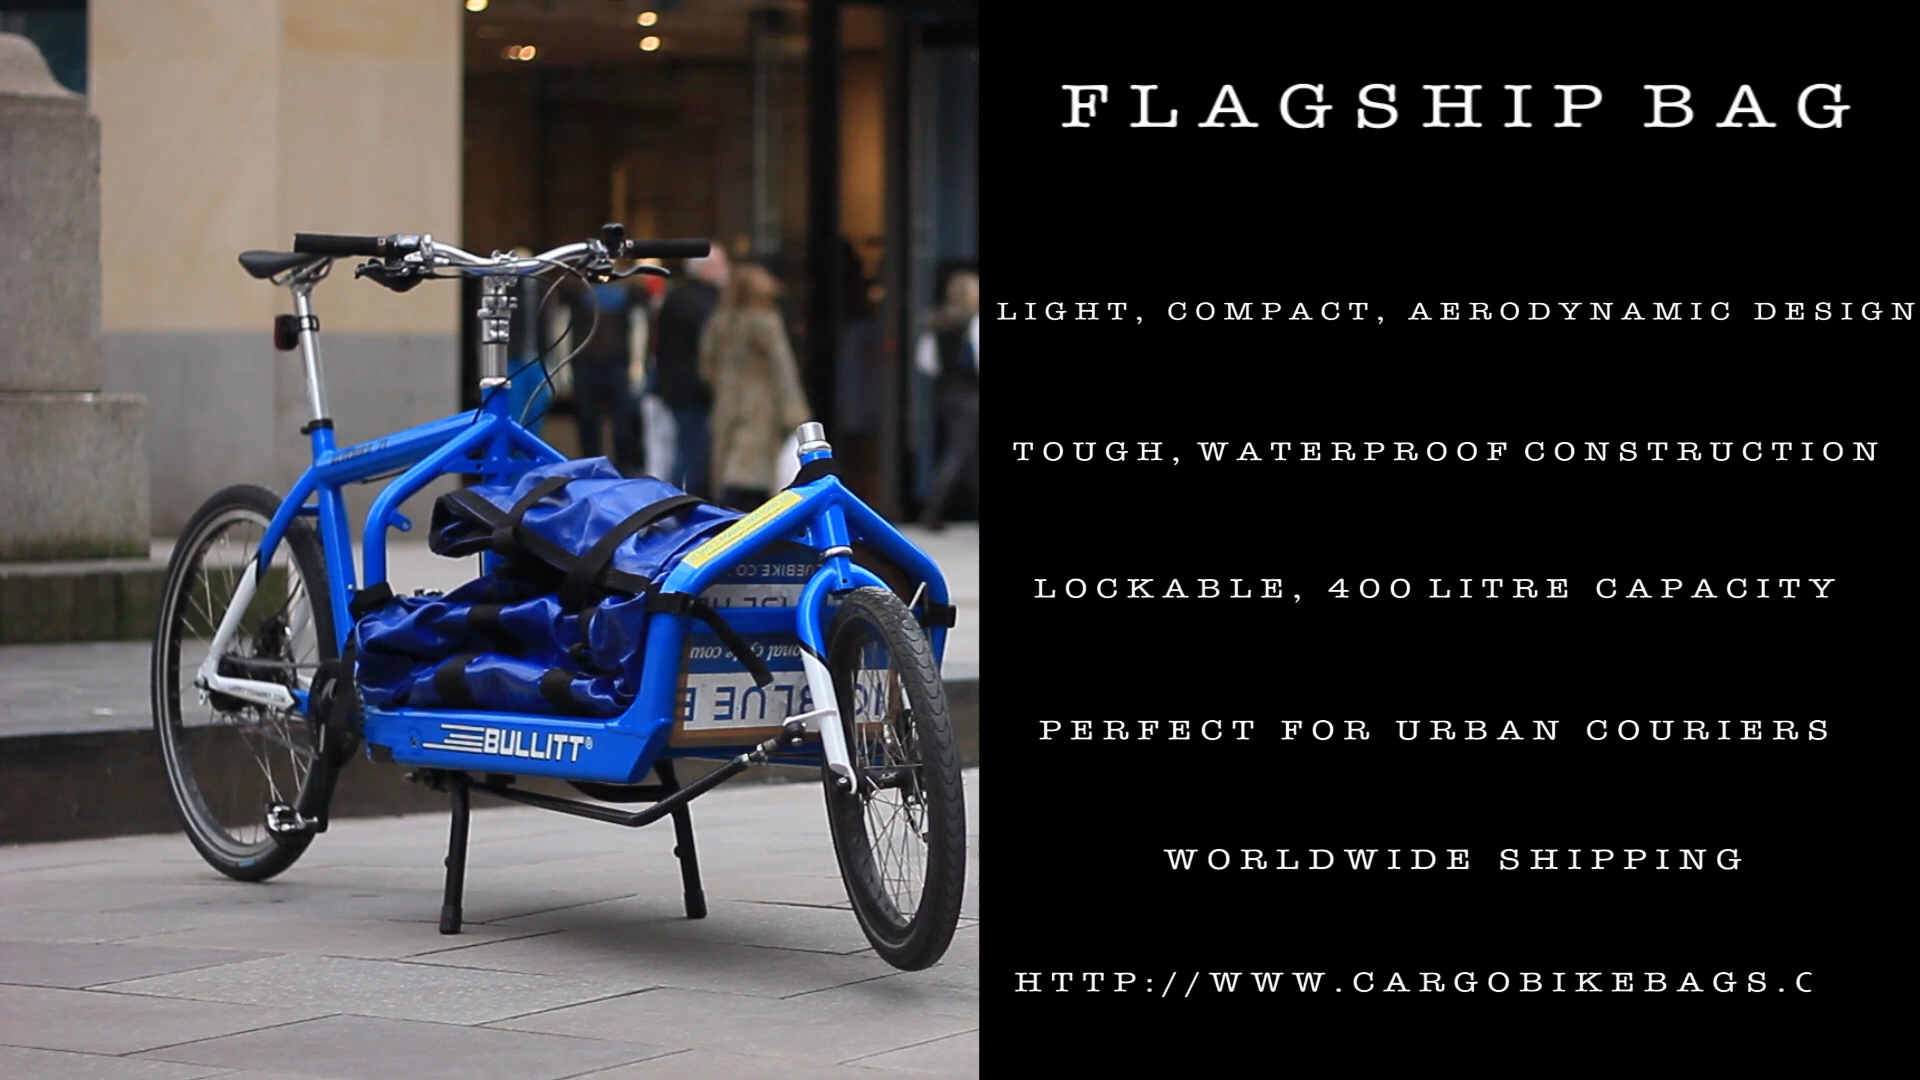 FLAGSHIP BAG
LIGHT, COMPACT, AERODYNAMIC DESIGN
TOUGH, WATERPROOF CONSTRUCTION
LOCKABLE, 400 LITRE CAPACITY
PERFECT FOR URBAN COURIERS
WORLDWIDE SHIPPING
HTTP://WWW.CARGOBIKEBAGS.C
BULLITT®